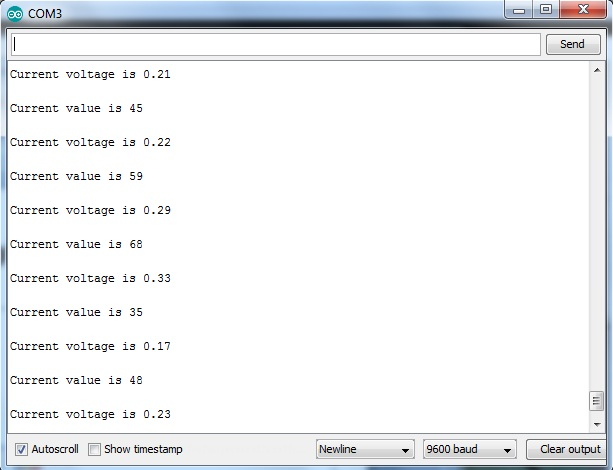 COM3
Send
Current voltage is 0.21
Current value is 45
Current voltage is 0.22
Current value is 59
Current voltage is 0.29
Current value is 68
Current voltage is 0.33
Current value is 35
Current voltage is 0.17
Current value is 48
Current voltage is 0.23
Autoscroll Show timestamp Newline 9600 baud Clear output